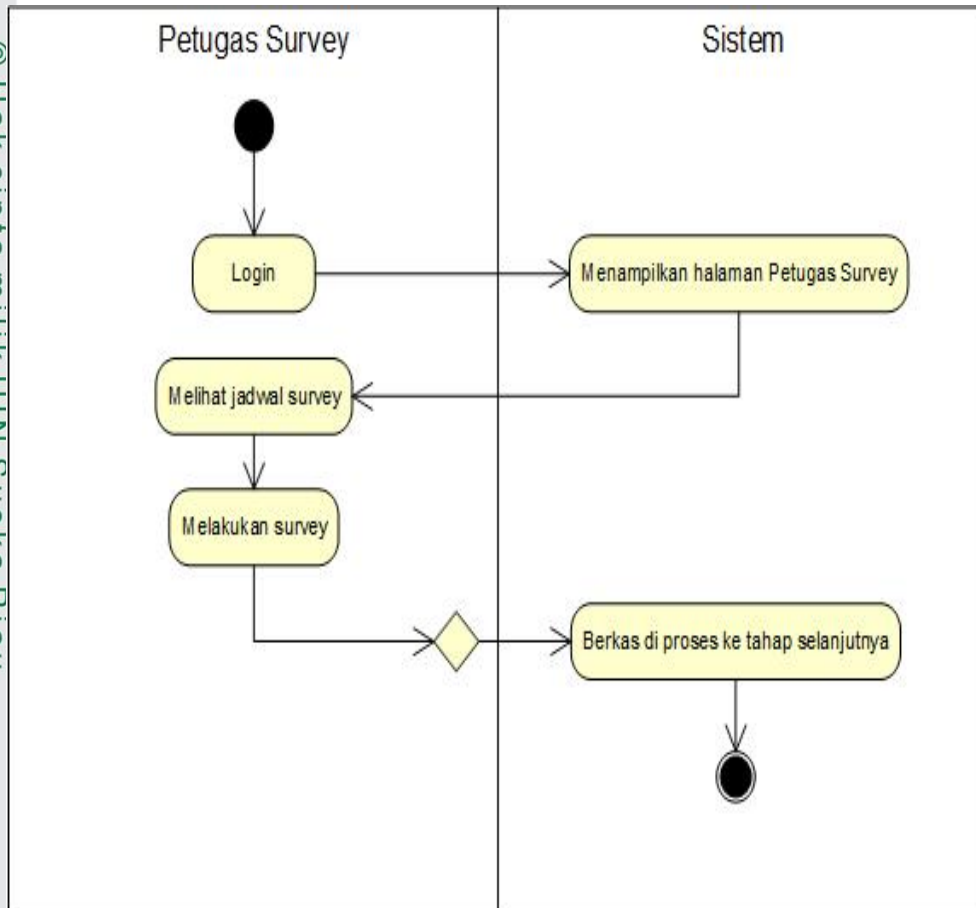 Petugas Survey
Sistem
Login
Menampilkan halaman Petugas Survey
Melihat jadwal survey
Melakukan survey
Berkas di proses ke tahap selanjutnya